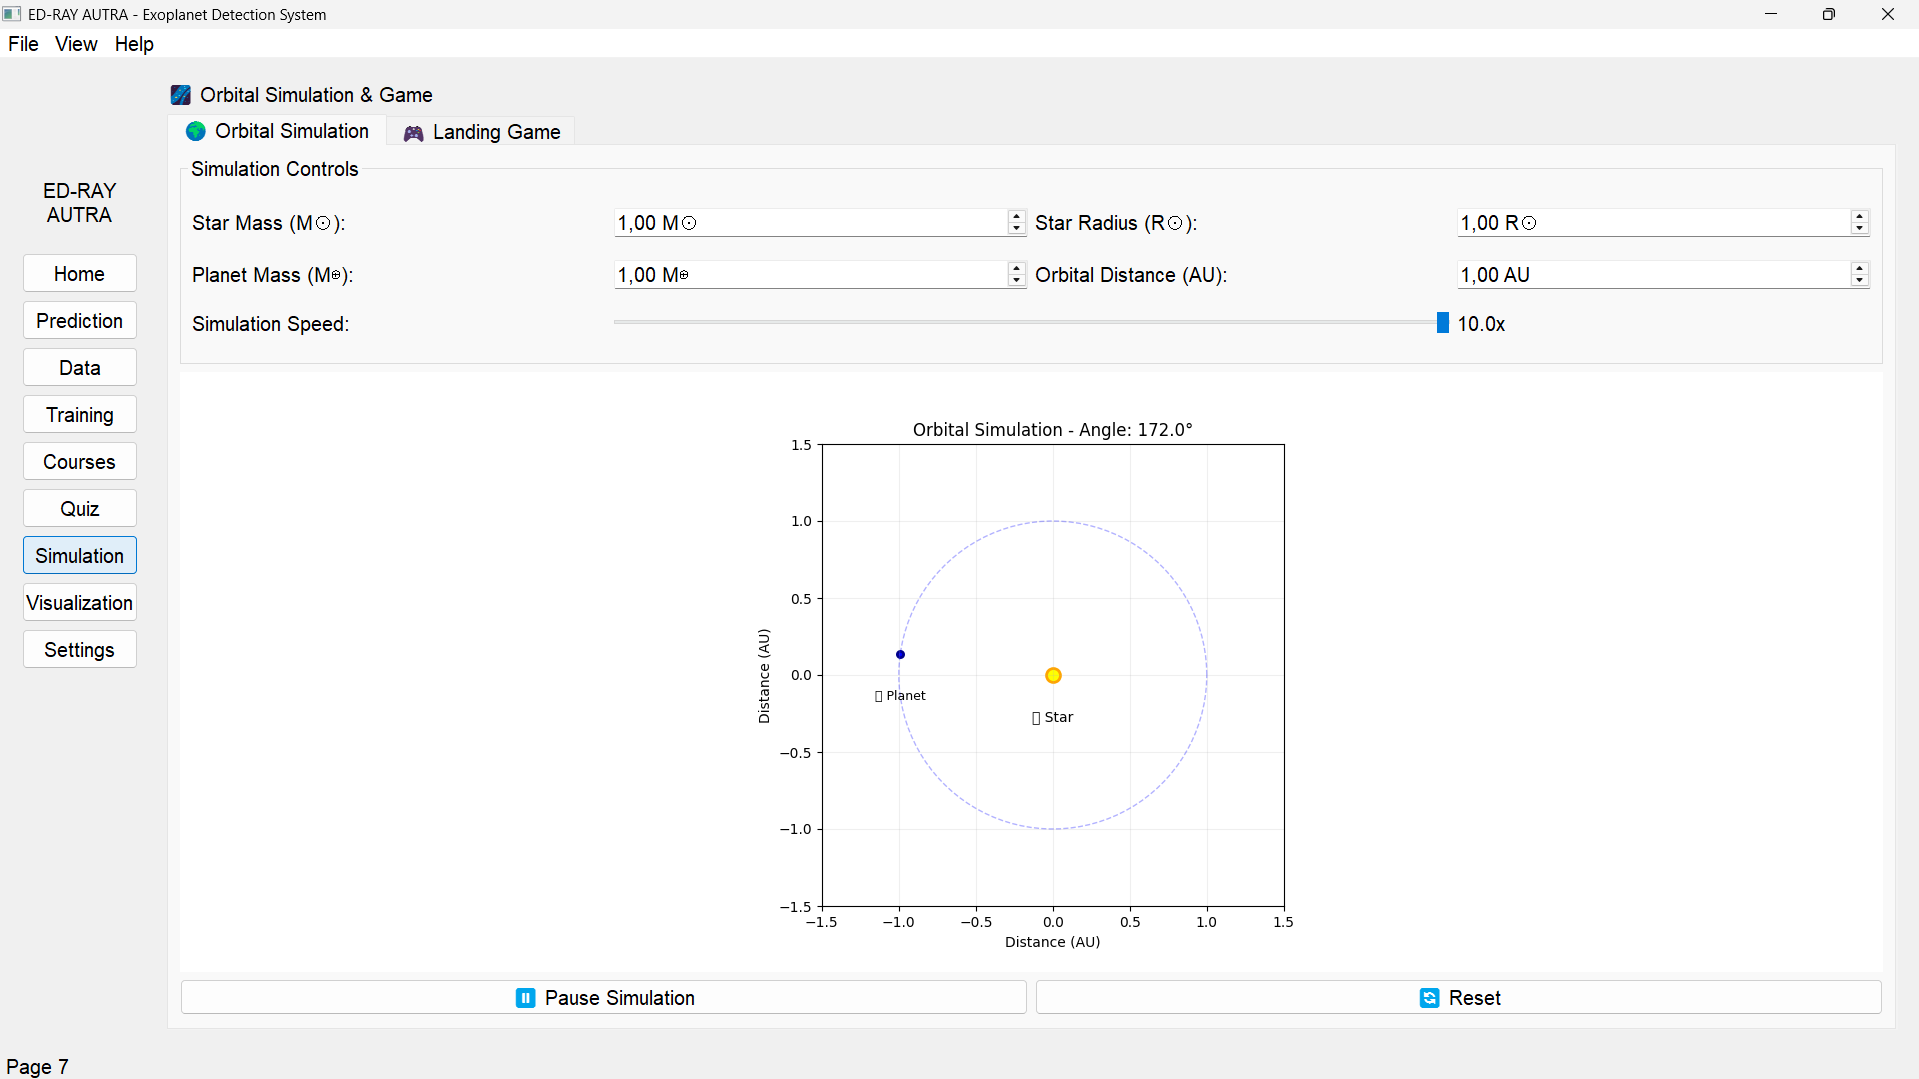 ED-RAY AUTRA - Exoplanet Detection System
File View Help
Orbital Simulation & Game
Orbital Simulation Landing Game
Simulation Controls
ED-RAY
AUTRA
Star Mass (M☉): 1,00 M☉ Star Radius (R☉): 1,00 R☉
Planet Mass (M⊕): 1,00 M⊕ Orbital Distance (AU): 1,00 AU
Simulation Speed: 10.0x
Home
Prediction
Data
Training
Courses
Quiz
Simulation
Visualization
Settings
Orbital Simulation - Angle: 172.0°
1.5
1.0
0.5
0.0
−0.5
−1.0
−1.5
Distance (AU)
Planet
Star
−1.5 −1.0 −0.5 0.0 0.5 1.0 1.5
Distance (AU)
Pause Simulation Reset
Page 7